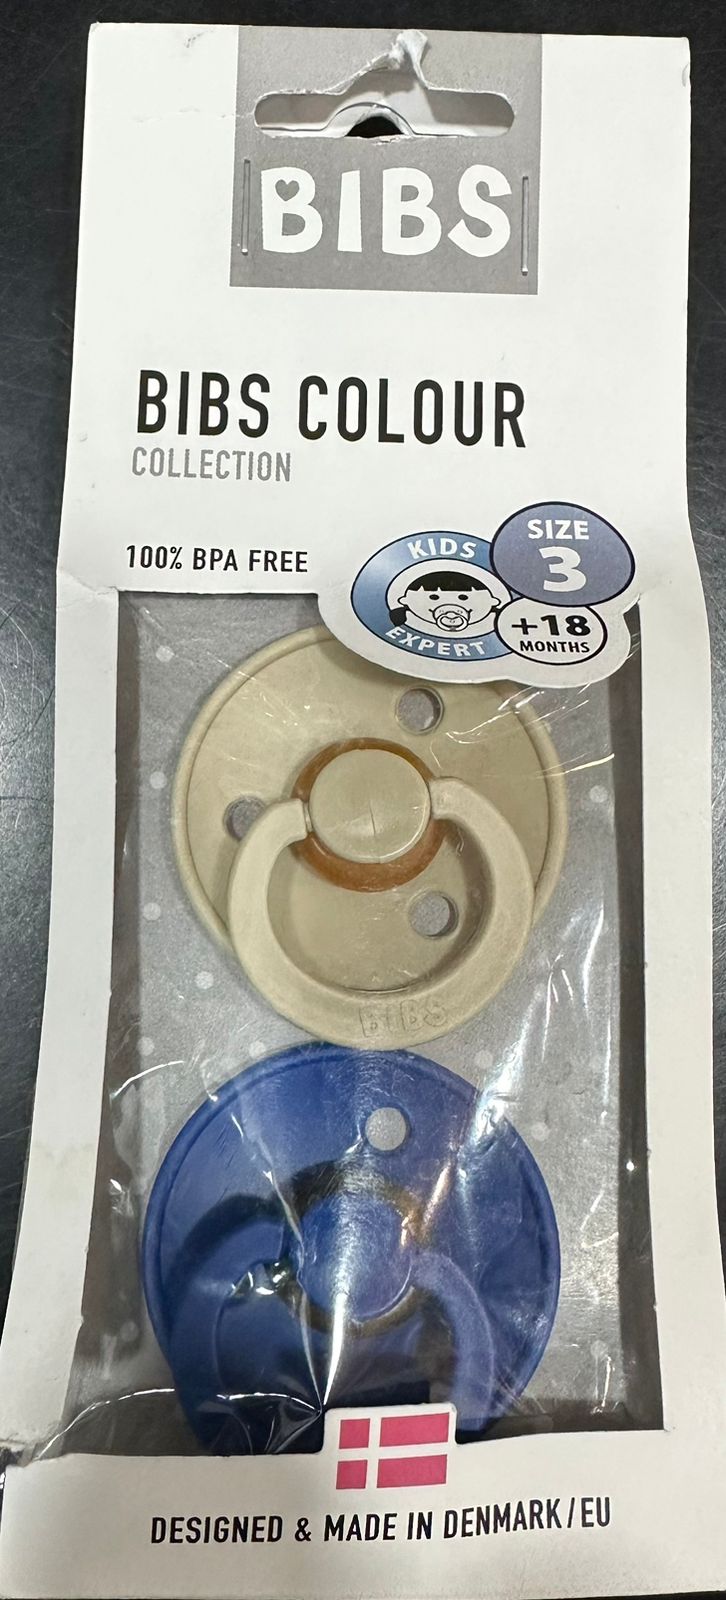 BIBS
BIBS COLOUR
COLLECTION
100% BPA FREE
KIDS
EXPERT
SIZE
3
+18
MONTHS
BIBS
DESIGNED & MADE IN DENMARK/EU